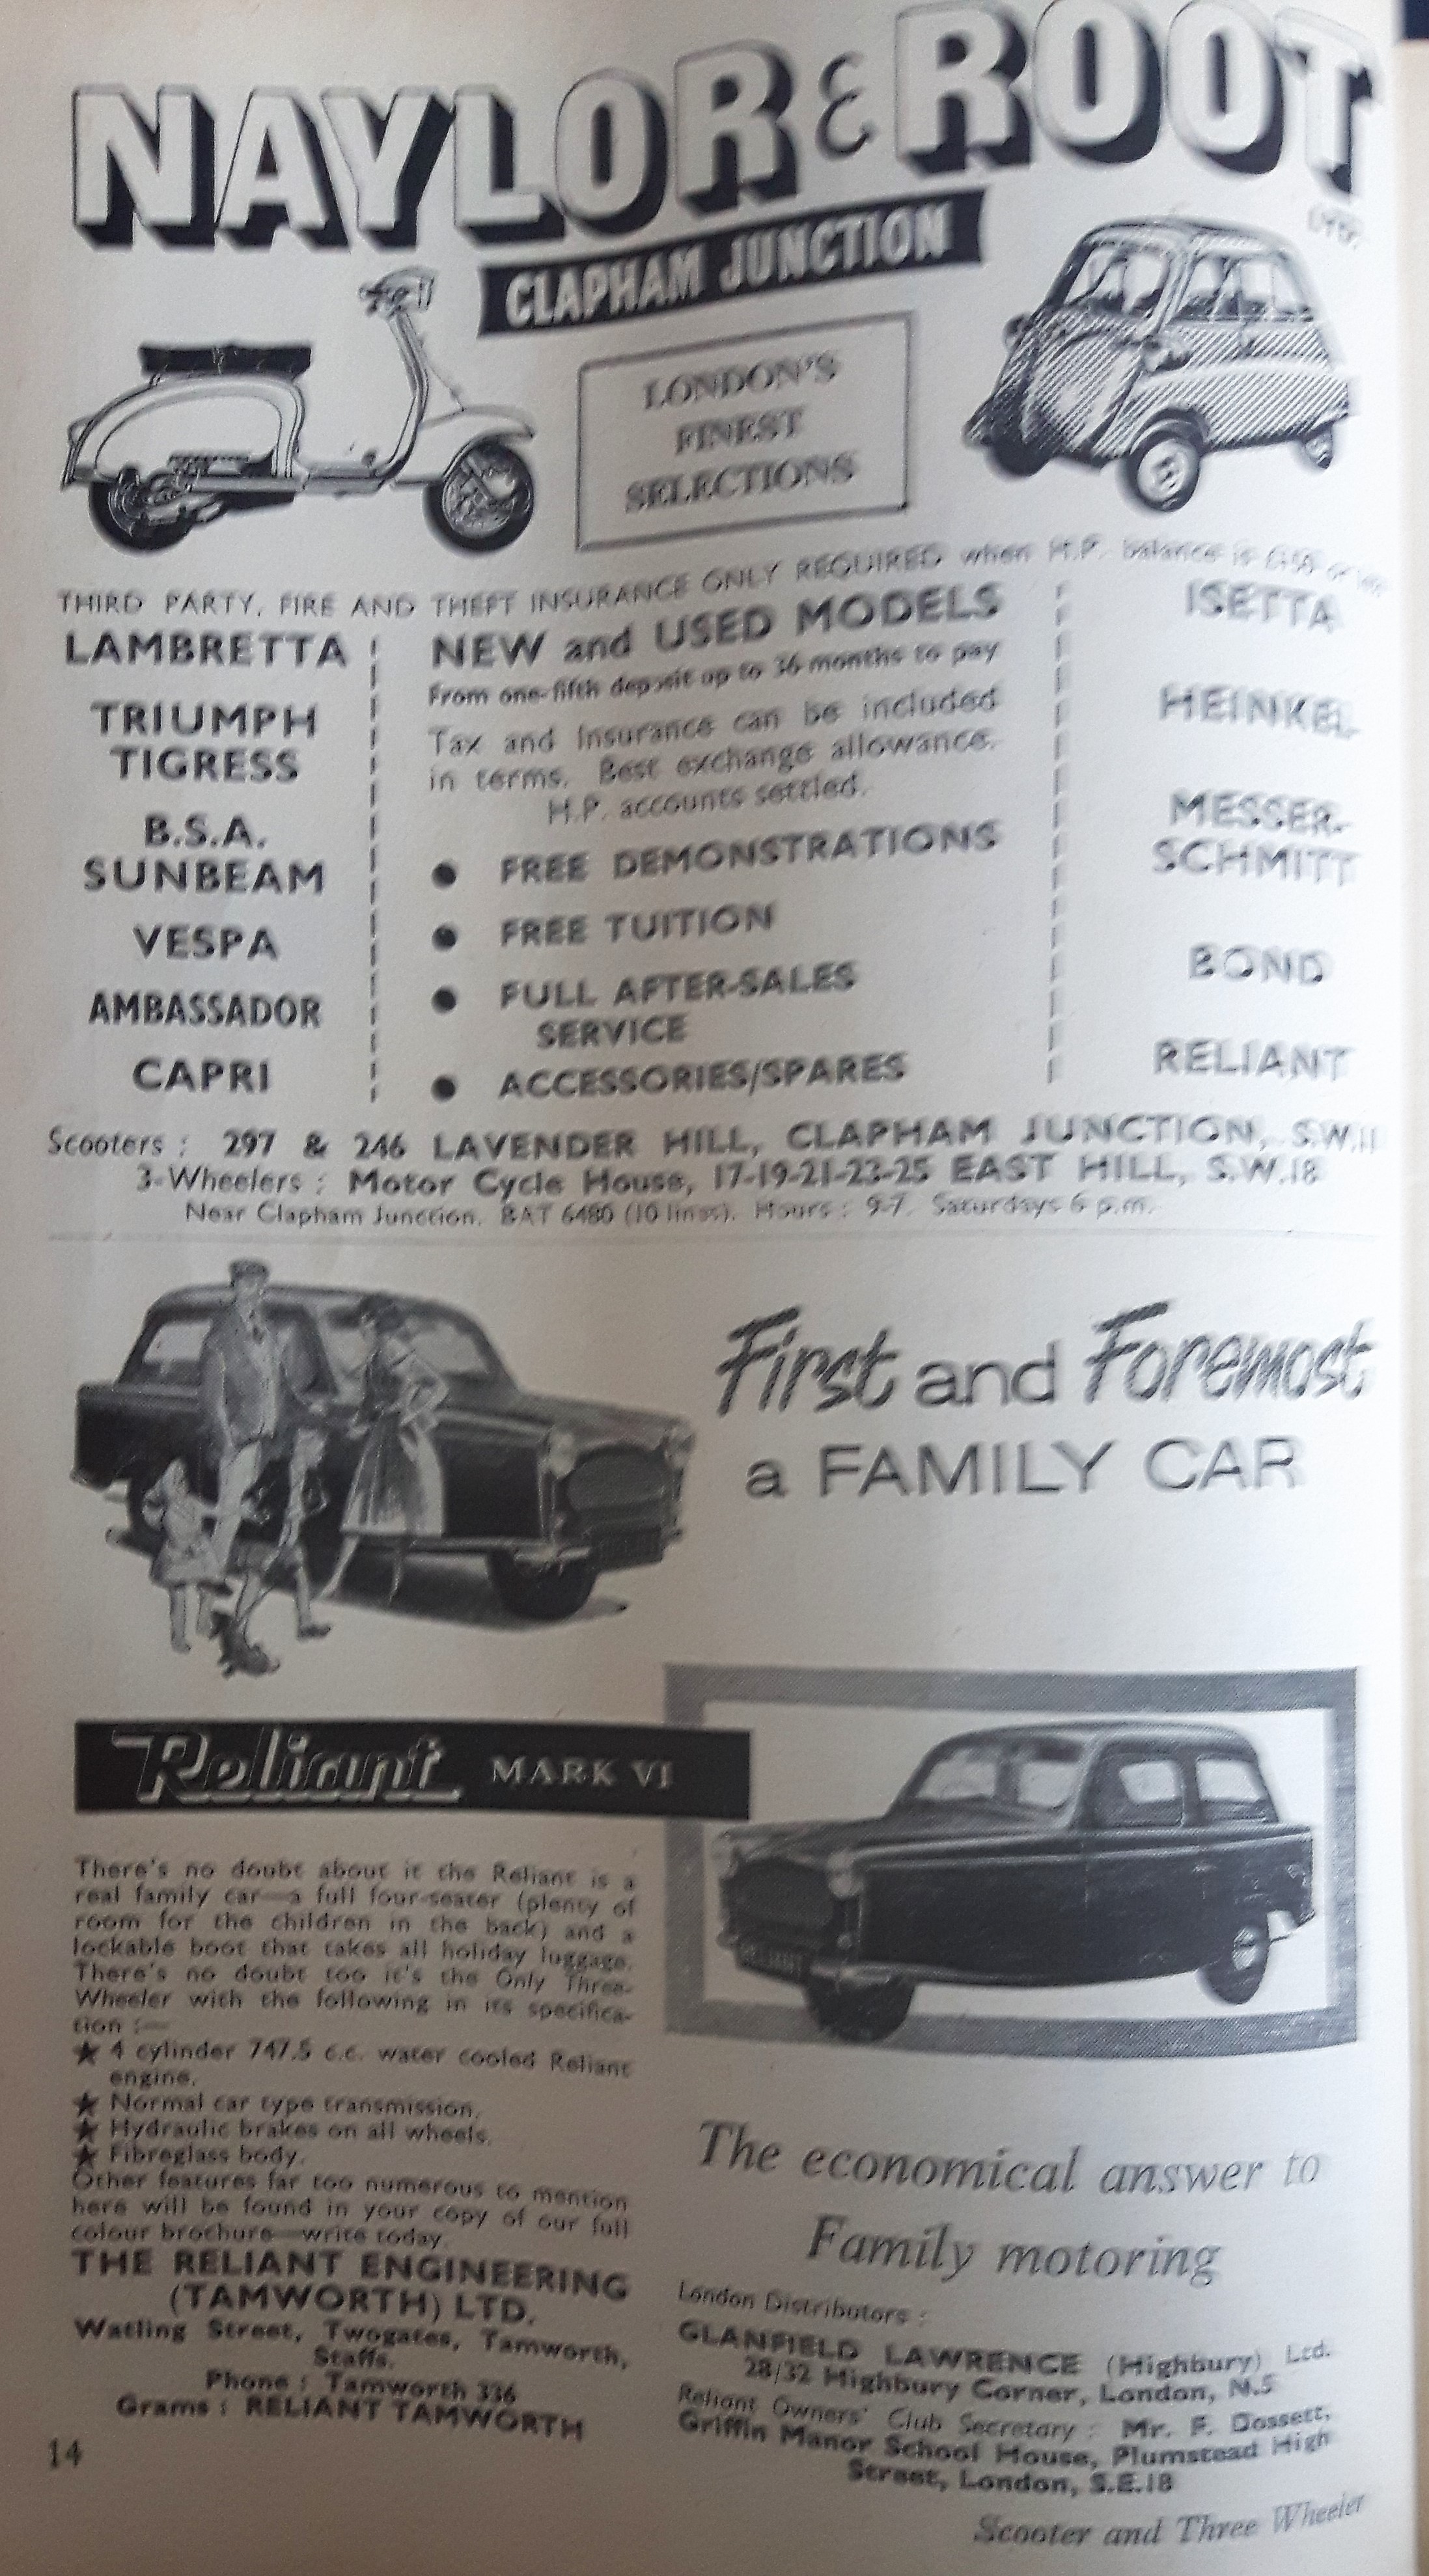 NAYLOR & ROOT
LTD.
CLAPHAM JUNCTION
LONDON'S
FINEST
SELECTIONS
THIRD PARTY, FIRE AND THEFT INSURANCE ONLY REQUIRED when H.P. balance is £150 or
LAMBRETTA
TRIUMPH
TIGRESS
B.S.A.
SUNBEAM
VESPA
AMBASSADOR
CAPRI
NEW and USED MODELS
From one-fifth deposit up to 36 months to pay
Tax and Insurance can be included
in terms. Best exchange allowance.
H.P. accounts settled.
● FREE DEMONSTRATIONS
● FREE TUITION
● FULL AFTER-SALES
SERVICE
● ACCESSORIES/SPARES
ISETTA
HEINKEL
MESSER-
SCHMITT
BOND
RELIANT
Scooters : 297 & 246 LAVENDER HILL, CLAPHAM JUNCTION, S.W.11
3-Wheelers : Motor Cycle House, 17-19-21-23-25 EAST HILL, S.W.18
Near Clapham Junction. BAT 6480 (10 lines). Hours : 9-7. Saturdays 6 p.m.
First and Foremost
a FAMILY CAR
Reliant MARK VI
RELIANT
There's no doubt about it the Reliant is a
real family car—a full four-seater (plenty of
room for the children in the back) and a
lockable boot that takes all holiday luggage.
There's no doubt too it's the Only Three-
Wheeler with the following in its specifica-
tion :—
★ 4 cylinder 747.5 c.c. water cooled Reliant
engine.
★ Normal car type transmission.
★ Hydraulic brakes on all wheels.
★ Fibreglass body.
Other features far too numerous to mention
here will be found in your copy of our full
colour brochure—write today.
THE RELIANT ENGINEERING
(TAMWORTH) LTD.
Watling Street, Twogates, Tamworth,
Staffs.
Phone : Tamworth 336
Grams : RELIANT TAMWORTH
The economical answer to
Family motoring
London Distributors :
GLANFIELD LAWRENCE (Highbury) Ltd.
28/32 Highbury Corner, London, N.5
Reliant Owners' Club Secretary : Mr. F. Dossett,
Griffin Manor School House, Plumstead High
Street, London, S.E.18
14
Scooter and Three Wheeler